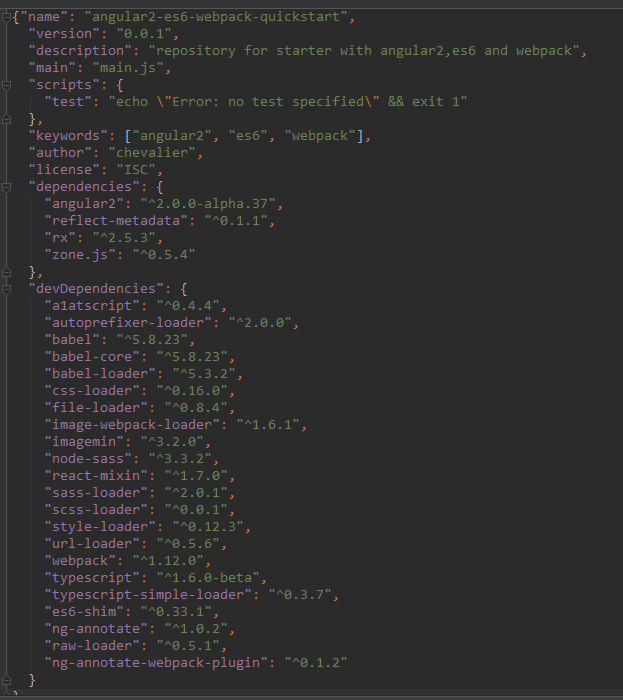 {"name": "angular2-es6-webpack-quickstart",
"version": "0.0.1",
"description": "repository for starter with angular2,es6 and webpack",
"main": "main.js",
"scripts": {
"test": "echo \"Error: no test specified\" && exit 1"
},
"keywords": ["angular2", "es6", "webpack"],
"author": "chevalier",
"license": "ISC",
"dependencies": {
"angular2": "^2.0.0-alpha.37",
"reflect-metadata": "^0.1.1",
"rx": "^2.5.3",
"zone.js": "^0.5.4"
},
"devDependencies": {
"a1atscript": "^0.4.4",
"autoprefixer-loader": "^2.0.0",
"babel": "^5.8.23",
"babel-core": "^5.8.23",
"babel-loader": "^5.3.2",
"css-loader": "^0.16.0",
"file-loader": "^0.8.4",
"image-webpack-loader": "^1.6.1",
"imagemin": "^3.2.0",
"node-sass": "^3.3.2",
"react-mixin": "^1.7.0",
"sass-loader": "^2.0.1",
"scss-loader": "^0.0.1",
"style-loader": "^0.12.3",
"url-loader": "^0.5.6",
"webpack": "^1.12.0",
"typescript": "^1.6.0-beta",
"typescript-simple-loader": "^0.3.7",
"es6-shim": "^0.33.1",
"ng-annotate": "^1.0.2",
"raw-loader": "^0.5.1",
"ng-annotate-webpack-plugin": "^0.1.2"
}
}